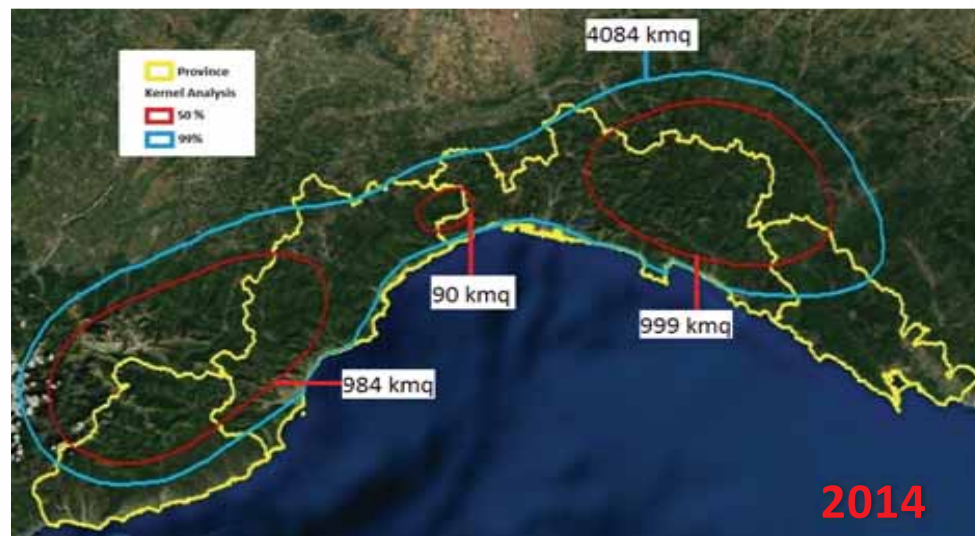 4084 kmq
Province
Kernel Analysis
50 %
99%
90 kmq
999 kmq
984 kmq
2014